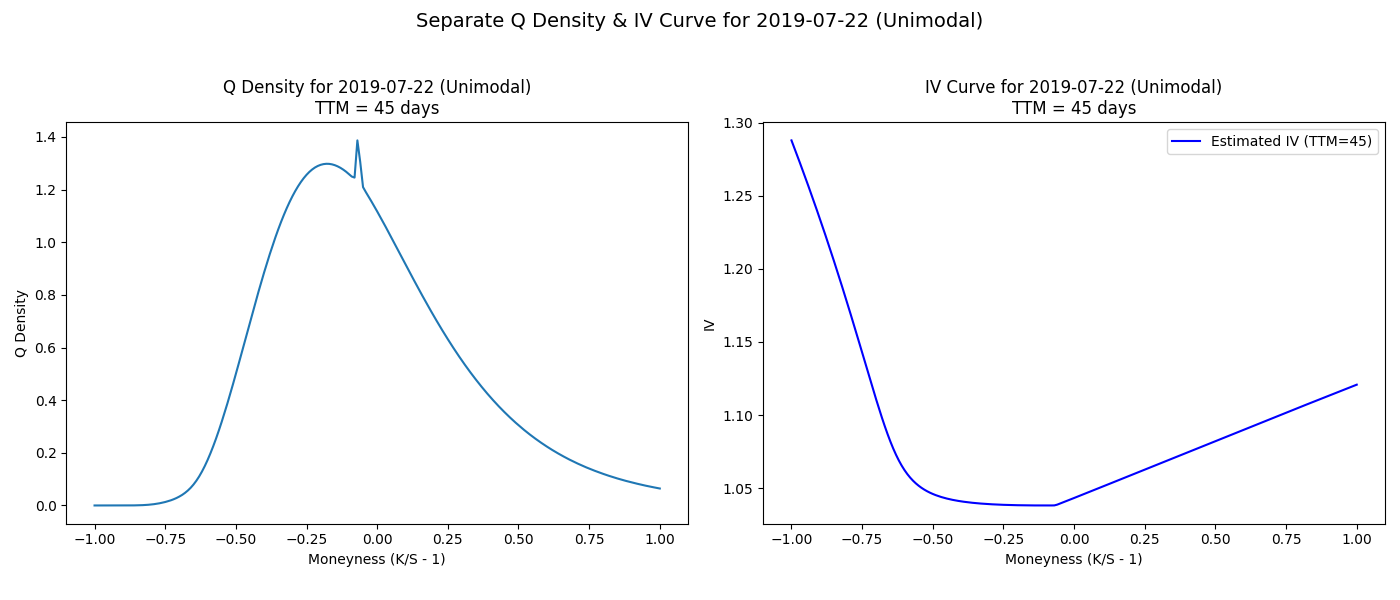 Separate Q Density & IV Curve for 2019-07-22 (Unimodal)
Q Density for 2019-07-22 (Unimodal)
TTM = 45 days
Q Density
1.4
1.2
1.0
0.8
0.6
0.4
0.2
0.0
−1.00 −0.75 −0.50 −0.25 0.00 0.25 0.50 0.75 1.00
Moneyness (K/S - 1)
IV Curve for 2019-07-22 (Unimodal)
TTM = 45 days
Estimated IV (TTM=45)
IV
1.30
1.25
1.20
1.15
1.10
1.05
−1.00 −0.75 −0.50 −0.25 0.00 0.25 0.50 0.75 1.00
Moneyness (K/S - 1)